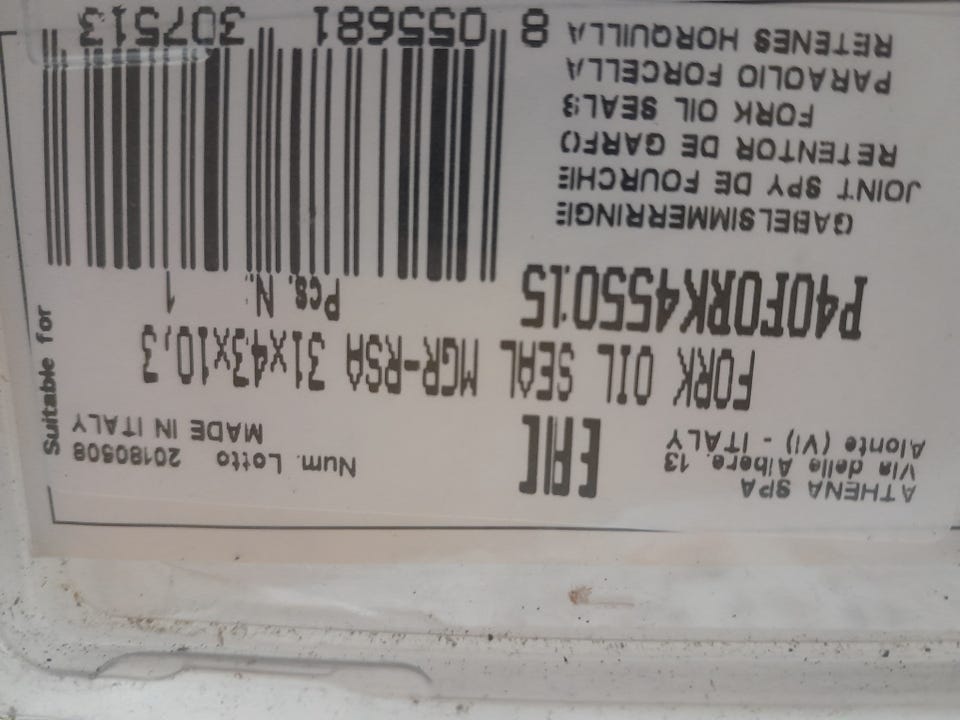 ATHENA SPA
Via delle Albere, 13
Alonte (VI) - ITALY
EAC
Num. Lotto 20180508
MADE IN ITALY
FORK OIL SEAL MGR-RSA 31x43x10,3
P40FORK455015
Pcs. N.: 1
GABELSIMMERRINGE
JOINT SPY DE FOURCHE
RETENTOR DE GARFO
FORK OIL SEALS
PARAOLIO FORCELLA
RETENES HORQUILLA
8 055681 307513
Suitable for